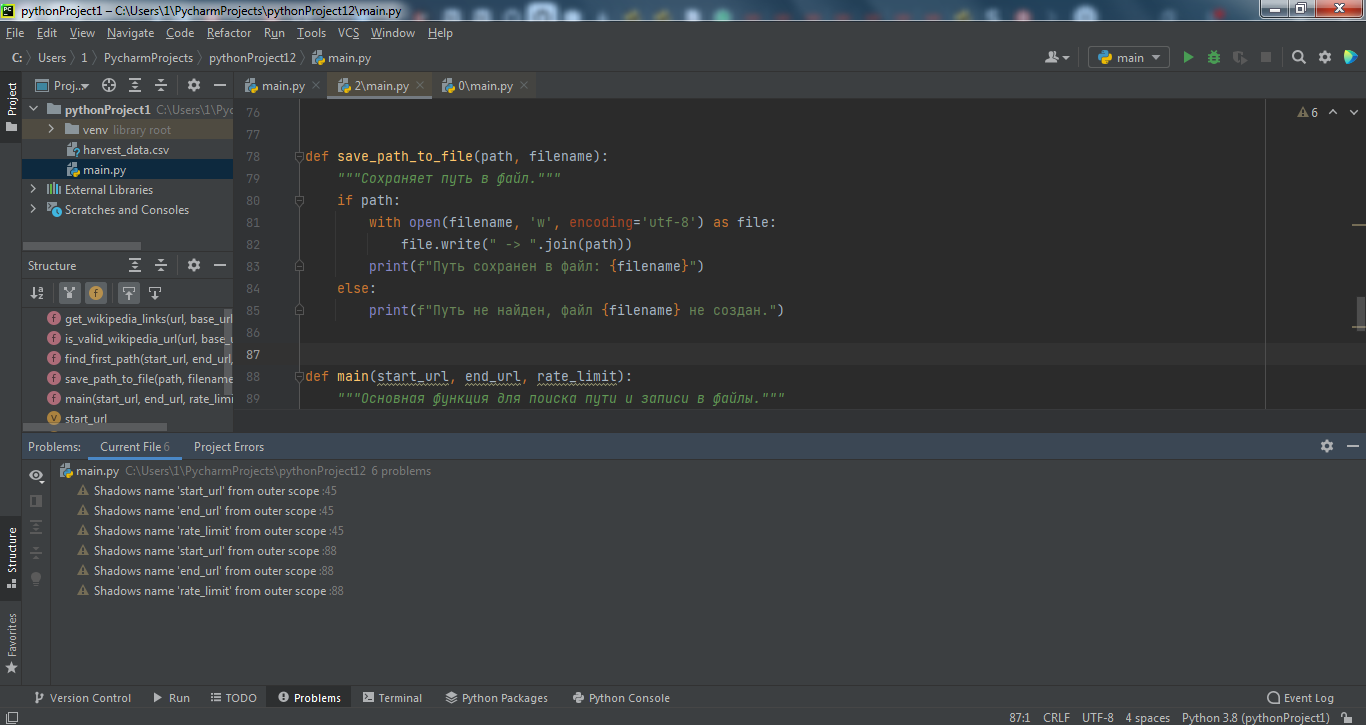 pythonProject1 – C:\Users\1\PycharmProjects\pythonProject12\main.py
File Edit View Navigate Code Refactor Run Tools VCS Window Help
C: Users 1 PycharmProjects pythonProject12 main.py main
Project
Proj...
main.py 2\main.py 0\main.py
pythonProject1 C:\Users\1\Pyc
venv library root
harvest_data.csv
main.py
External Libraries
Scratches and Consoles
Structure
get_wikipedia_links(url, base_url
is_valid_wikipedia_url(url, base_u
find_first_path(start_url, end_url,
save_path_to_file(path, filename
main(start_url, end_url, rate_limi
start_url
6
76
77
78 def save_path_to_file(path, filename):
79 """Сохраняет путь в файл."""
80 if path:
81 with open(filename, 'w', encoding='utf-8') as file:
82 file.write(" -> ".join(path))
83 print(f"Путь сохранен в файл: {filename}")
84 else:
85 print(f"Путь не найден, файл {filename} не создан.")
86
87
88 def main(start_url, end_url, rate_limit):
89 """Основная функция для поиска пути и записи в файлы."""
Problems: Current File 6 Project Errors
main.py C:\Users\1\PycharmProjects\pythonProject12 6 problems
Shadows name 'start_url' from outer scope :45
Shadows name 'end_url' from outer scope :45
Shadows name 'rate_limit' from outer scope :45
Shadows name 'start_url' from outer scope :88
Shadows name 'end_url' from outer scope :88
Shadows name 'rate_limit' from outer scope :88
Structure
Favorites
Version Control Run TODO Problems Terminal Python Packages Python Console Event Log
87:1 CRLF UTF-8 4 spaces Python 3.8 (pythonProject1)